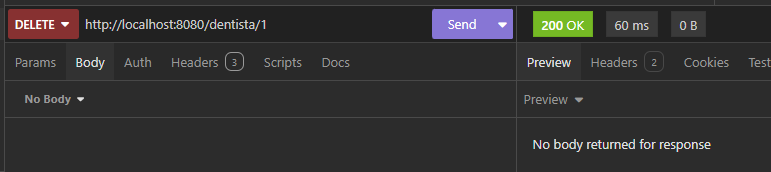 DELETE http://localhost:8080/dentista/1 Send 200 OK 60 ms 0 B
Params Body Auth Headers 3 Scripts Docs Preview Headers 2 Cookies Test
No Body Preview
No body returned for response